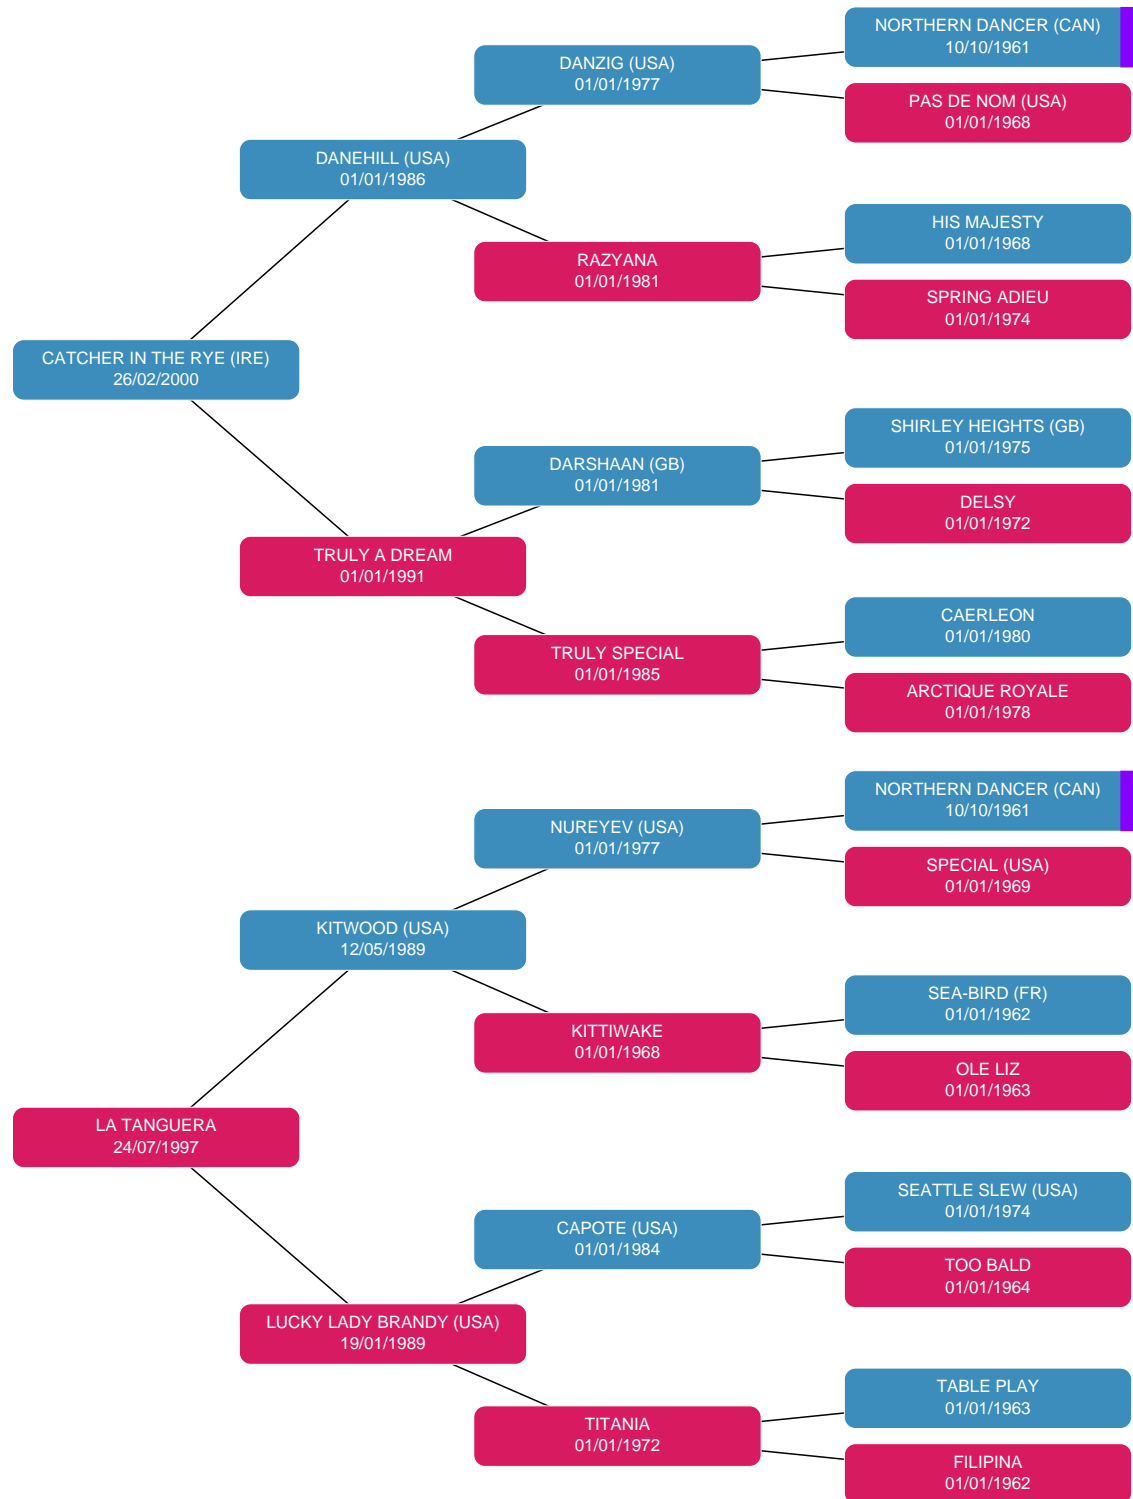 NORTHERN DANCER (CAN)
10/10/1961
DANZIG (USA)
01/01/1977
PAS DE NOM (USA)
01/01/1968
DANEHILL (USA)
01/01/1986
HIS MAJESTY
01/01/1968
RAZYANA
01/01/1981
SPRING ADIEU
01/01/1974
CATCHER IN THE RYE (IRE)
26/02/2000
SHIRLEY HEIGHTS (GB)
01/01/1975
DARSHAAN (GB)
01/01/1981
DELSY
01/01/1972
TRULY A DREAM
01/01/1991
CAERLEON
01/01/1980
TRULY SPECIAL
01/01/1985
ARCTIQUE ROYALE
01/01/1978
NORTHERN DANCER (CAN)
10/10/1961
NUREYEV (USA)
01/01/1977
SPECIAL (USA)
01/01/1969
KITWOOD (USA)
12/05/1989
SEA-BIRD (FR)
01/01/1962
KITTIWAKE
01/01/1968
OLE LIZ
01/01/1963
LA TANGUERA
24/07/1997
SEATTLE SLEW (USA)
01/01/1974
CAPOTE (USA)
01/01/1984
TOO BALD
01/01/1964
LUCKY LADY BRANDY (USA)
19/01/1989
TABLE PLAY
01/01/1963
TITANIA
01/01/1972
FILIPINA
01/01/1962